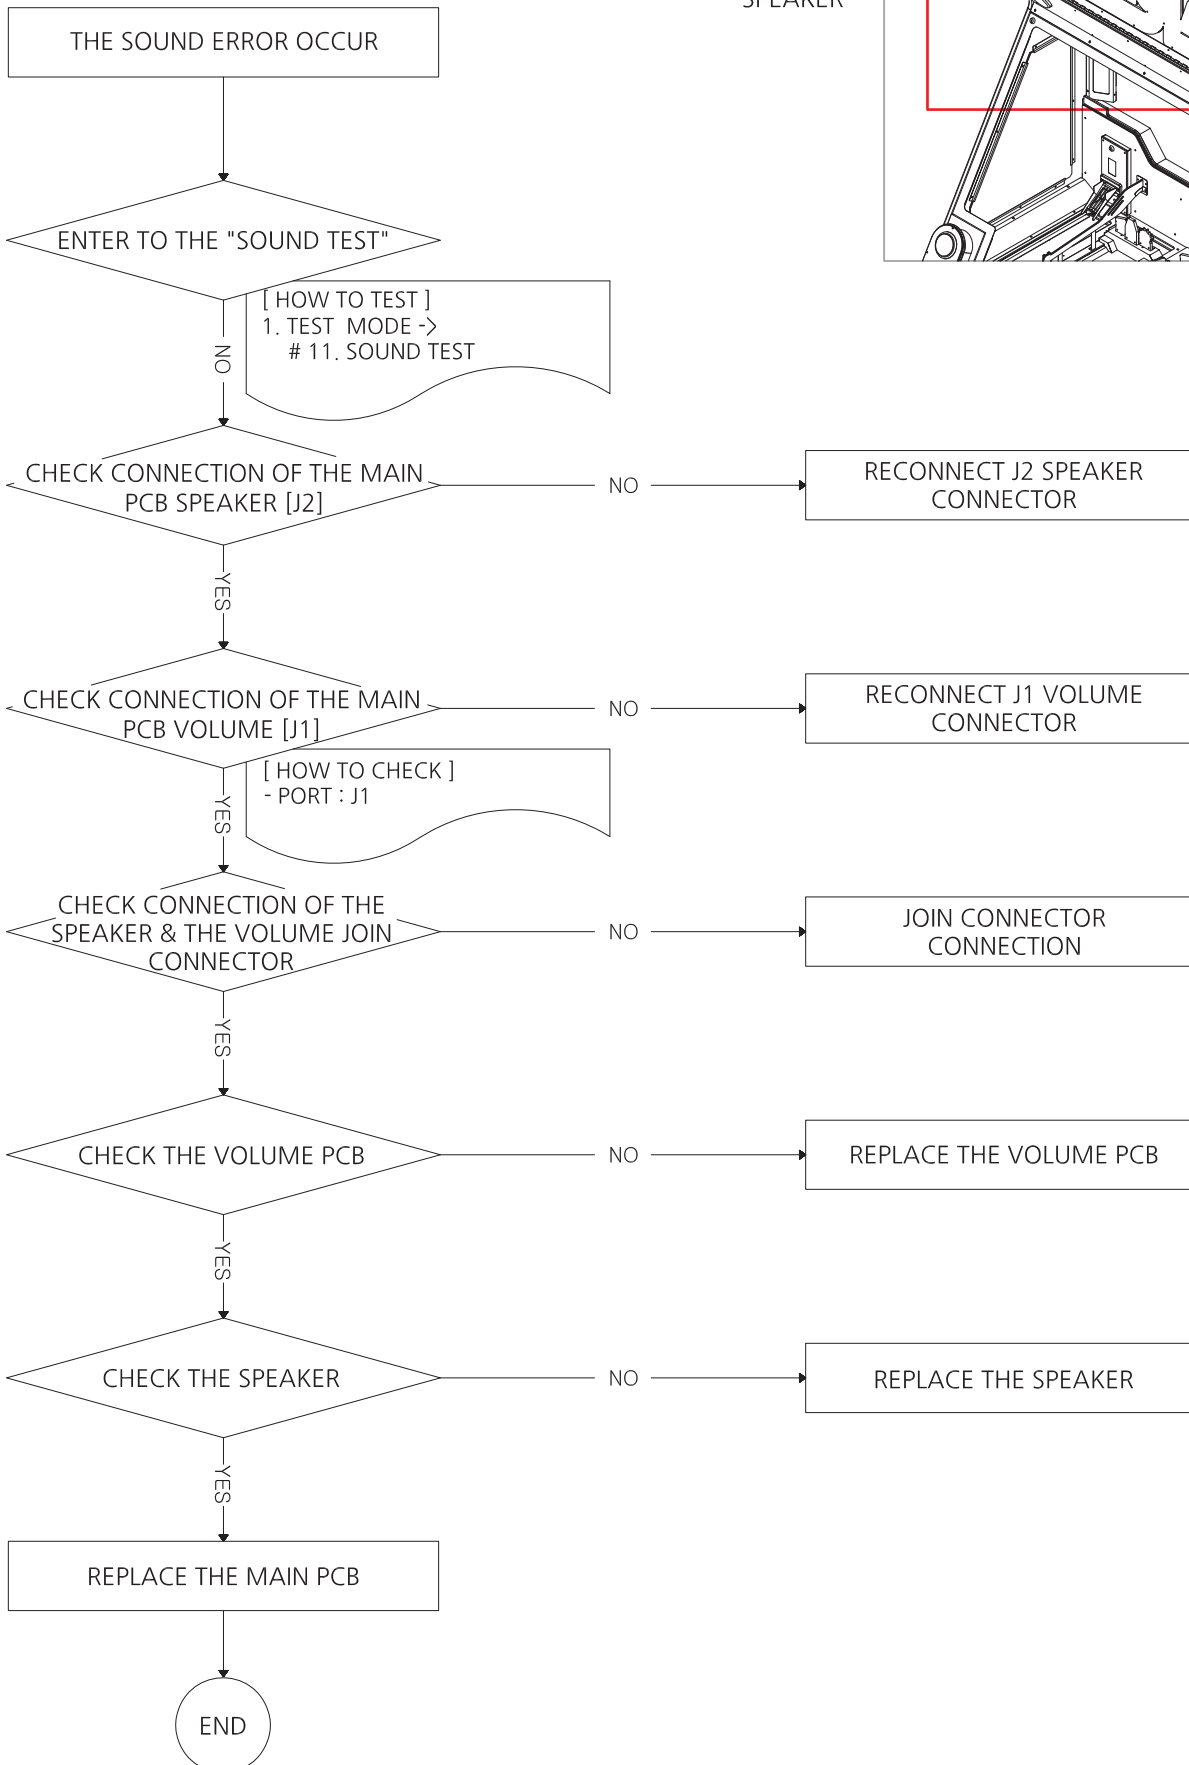 SPEAKER
THE SOUND ERROR OCCUR
ENTER TO THE "SOUND TEST"
[ HOW TO TEST ]
1. TEST MODE ->
# 11. SOUND TEST
NO
CHECK CONNECTION OF THE MAIN
PCB SPEAKER [J2]
NO
RECONNECT J2 SPEAKER
CONNECTOR
YES
CHECK CONNECTION OF THE MAIN
PCB VOLUME [J1]
NO
RECONNECT J1 VOLUME
CONNECTOR
[ HOW TO CHECK ]
- PORT : J1
YES
CHECK CONNECTION OF THE
SPEAKER & THE VOLUME JOIN
CONNECTOR
NO
JOIN CONNECTOR
CONNECTION
YES
CHECK THE VOLUME PCB
NO
REPLACE THE VOLUME PCB
YES
CHECK THE SPEAKER
NO
REPLACE THE SPEAKER
YES
REPLACE THE MAIN PCB
END